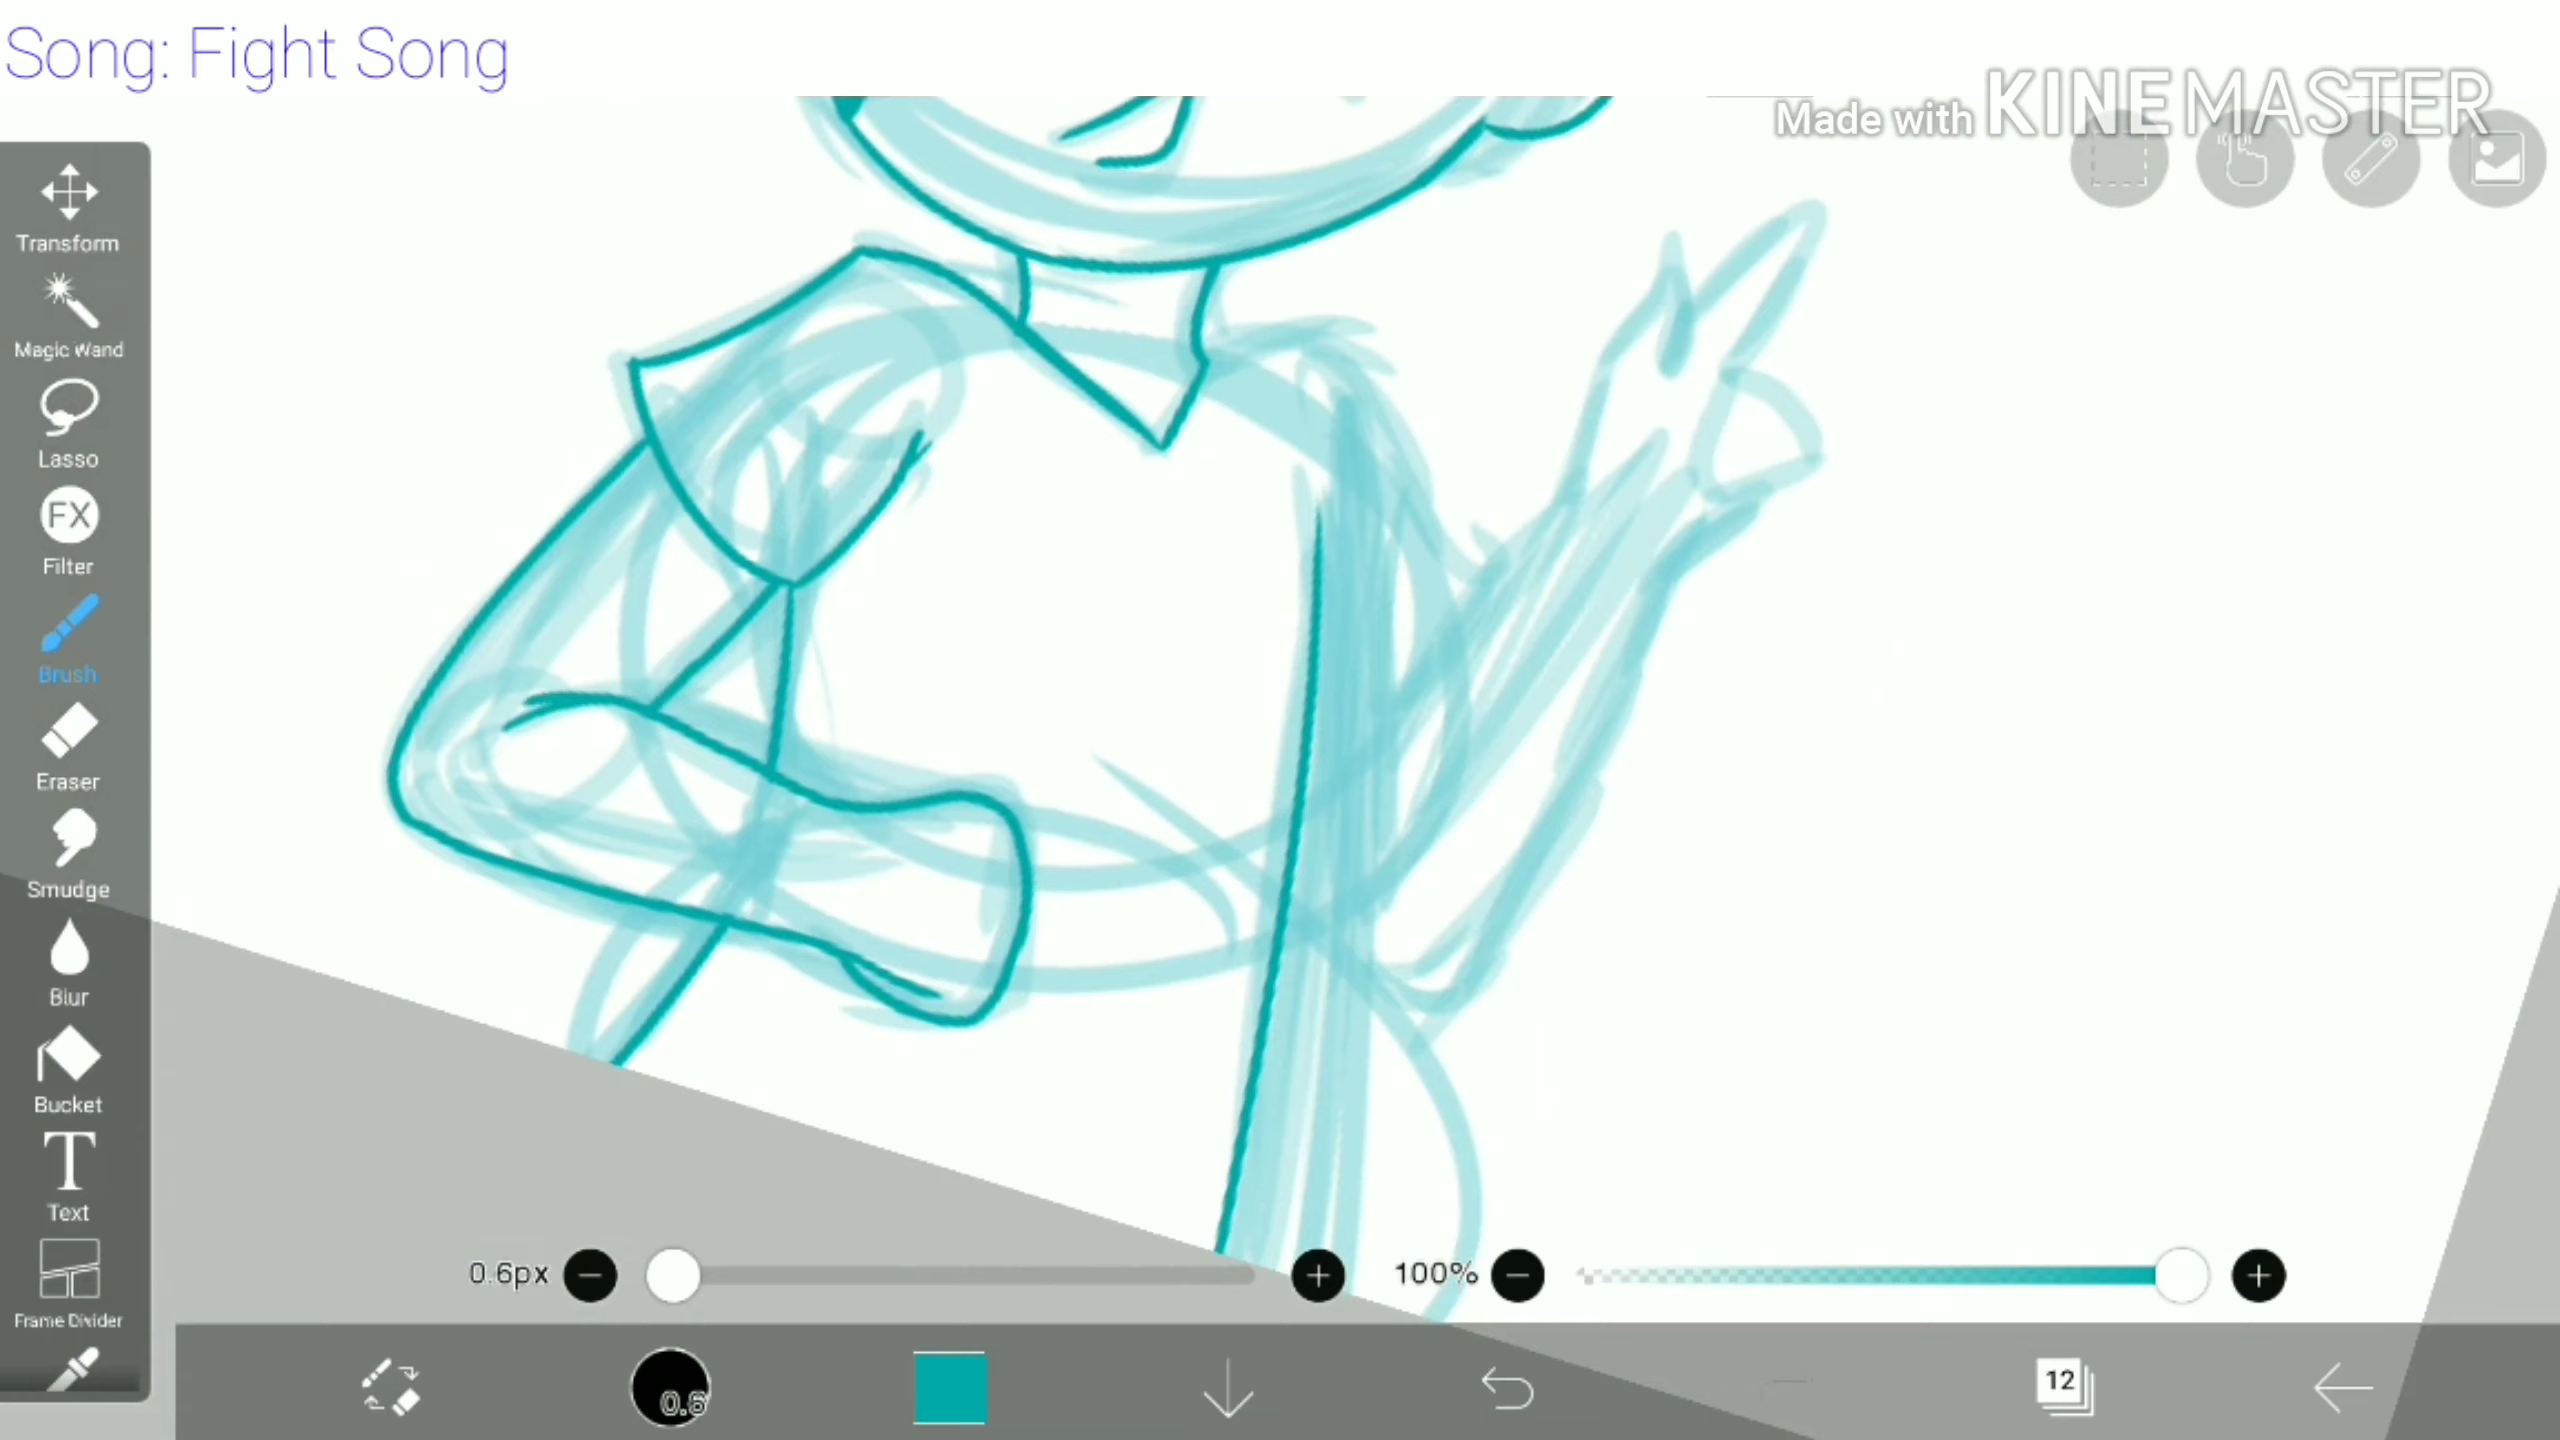 Song: Fight Song
Made with KINEMASTER
Transform
Magic Wand
Lasso
FX
Filter
Brush
Eraser
Smudge
Blur
Bucket
T
Text
Frame Divider
0.6px
100%
0.6
12